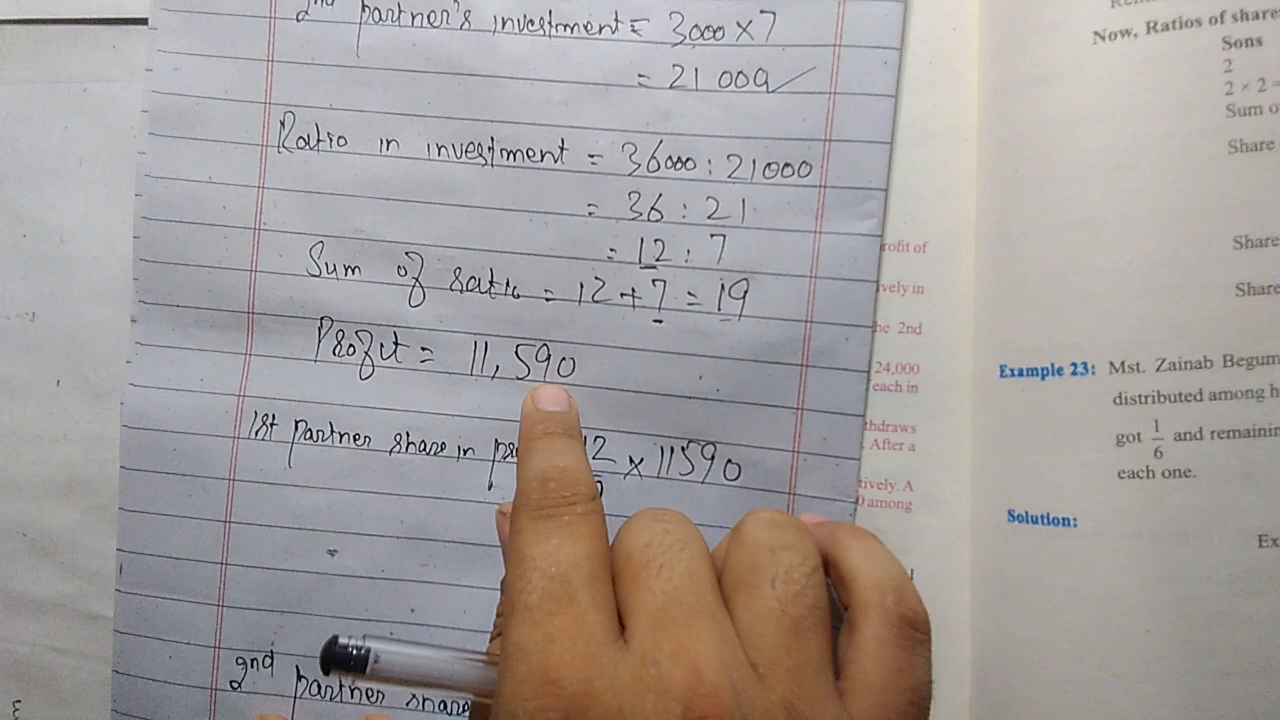 2nd partner's investment = 3000 × 7
= 21 000
Ratio in investment = 36000 : 21000
= 36 : 21
= 12 : 7
Sum of ratio = 12 + 7 = 19
Profit = 11,590
1st partner share in
12 × 11590
2nd partner share
rofit of
vely in
he 2nd
24,000
each in
thdraws
. After a
tively. A
among
Now, Ratios of share
Sons
2
2 × 2 =
Sum o
Share
Share
Share
Example 23: Mst. Zainab Begum
distributed among h
got 1/6 and remainin
each one.
Solution:
Ex